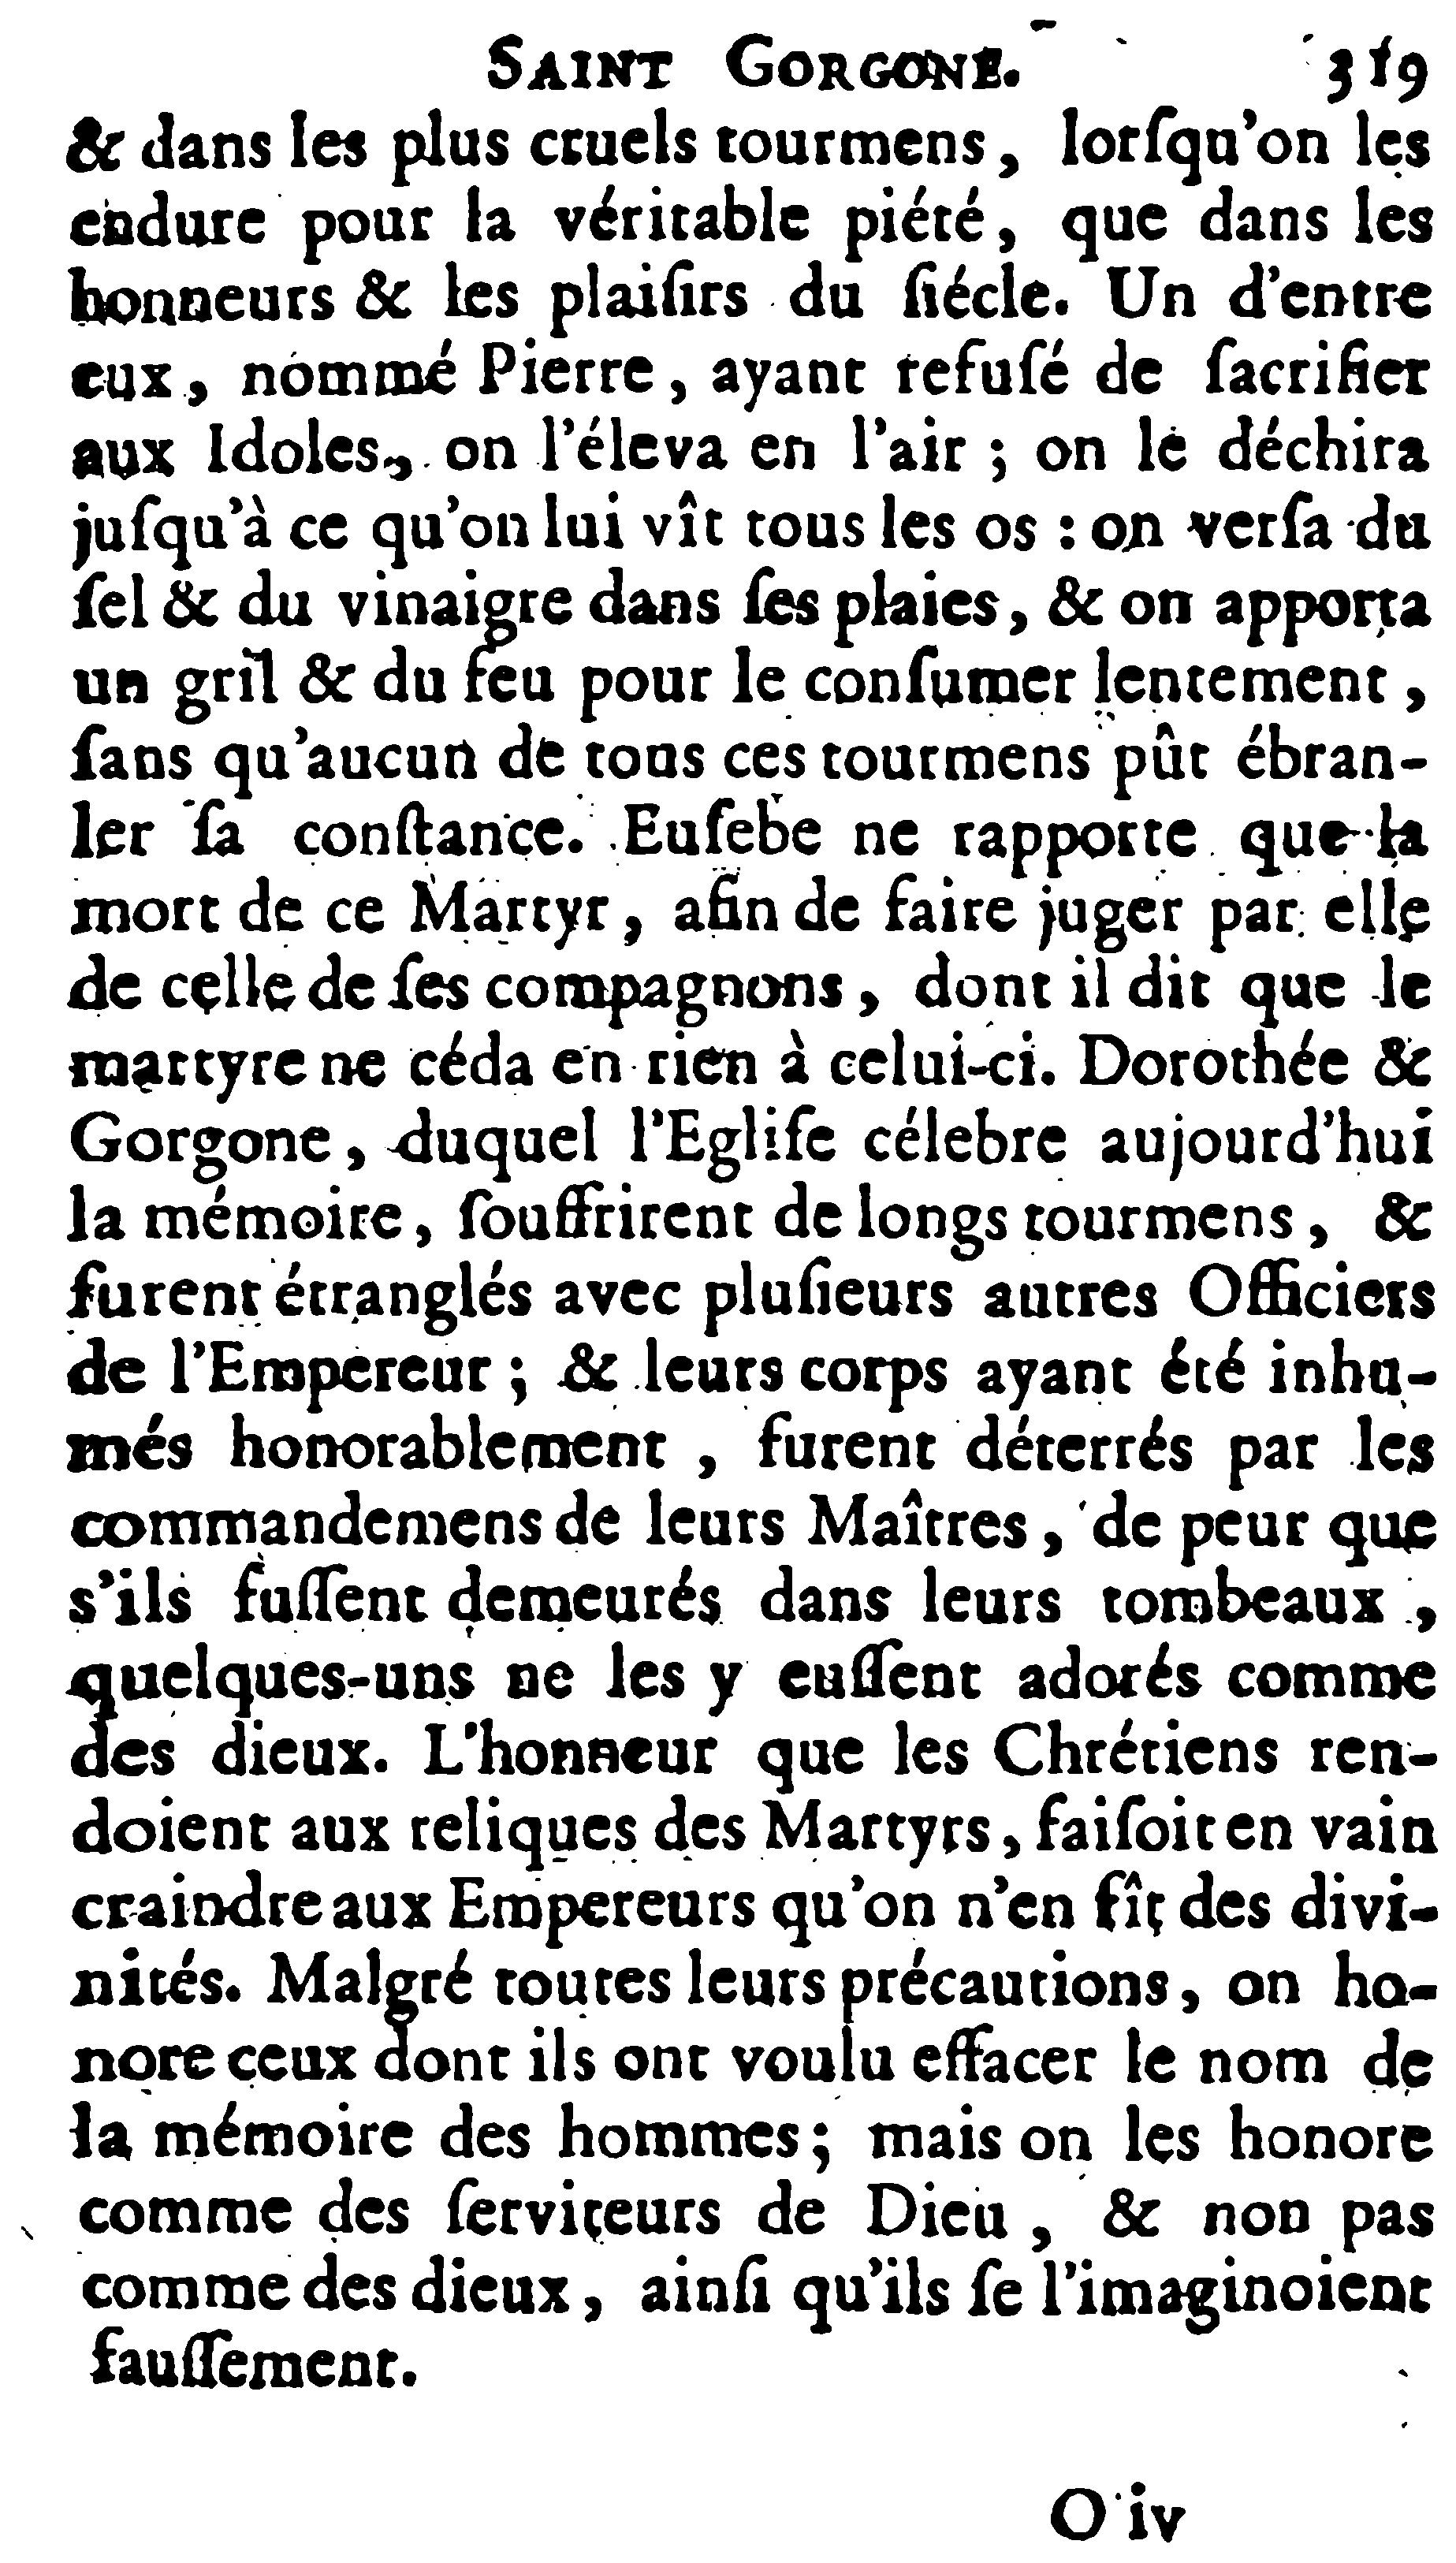 SAINT GORGONE. 319
& dans les plus cruels tourmens, lorſqu'on les
endure pour la véritable piété, que dans les
honneurs & les plaiſirs du ſiécle. Un d'entre
eux, nommé Pierre, ayant refuſé de ſacrifier
aux Idoles, on l'éleva en l'air ; on le déchira
juſqu'à ce qu'on lui vît tous les os : on verſa du
ſel & du vinaigre dans ſes plaies, & on apporta
un gril & du feu pour le conſumer lentement,
ſans qu'aucun de tous ces tourmens pût ébran-
ler ſa conſtance. Euſebe ne rapporte que la
mort de ce Martyr, afin de faire juger par elle
de celle de ſes compagnons, dont il dit que le
martyre ne céda en rien à celui-ci. Dorothée &
Gorgone, duquel l'Egliſe célebre aujourd'hui
la mémoire, ſouffrirent de longs tourmens, &
furent étranglés avec pluſieurs autres Officiers
de l'Empereur ; & leurs corps ayant été inhu-
més honorablement, furent déterrés par les
commandemens de leurs Maîtres, de peur que
s'ils fuſſent demeurés dans leurs tombeaux,
quelques-uns ne les y euſſent adorés comme
des dieux. L'honneur que les Chrétiens ren-
doient aux reliques des Martyrs, faiſoit en vain
craindre aux Empereurs qu'on n'en fît des divi-
nités. Malgré toutes leurs précautions, on ho-
nore ceux dont ils ont voulu effacer le nom de
la mémoire des hommes ; mais on les honore
comme des ſerviteurs de Dieu, & non pas
comme des dieux, ainſi qu'ils ſe l'imaginoient
fauſſement.
O iv